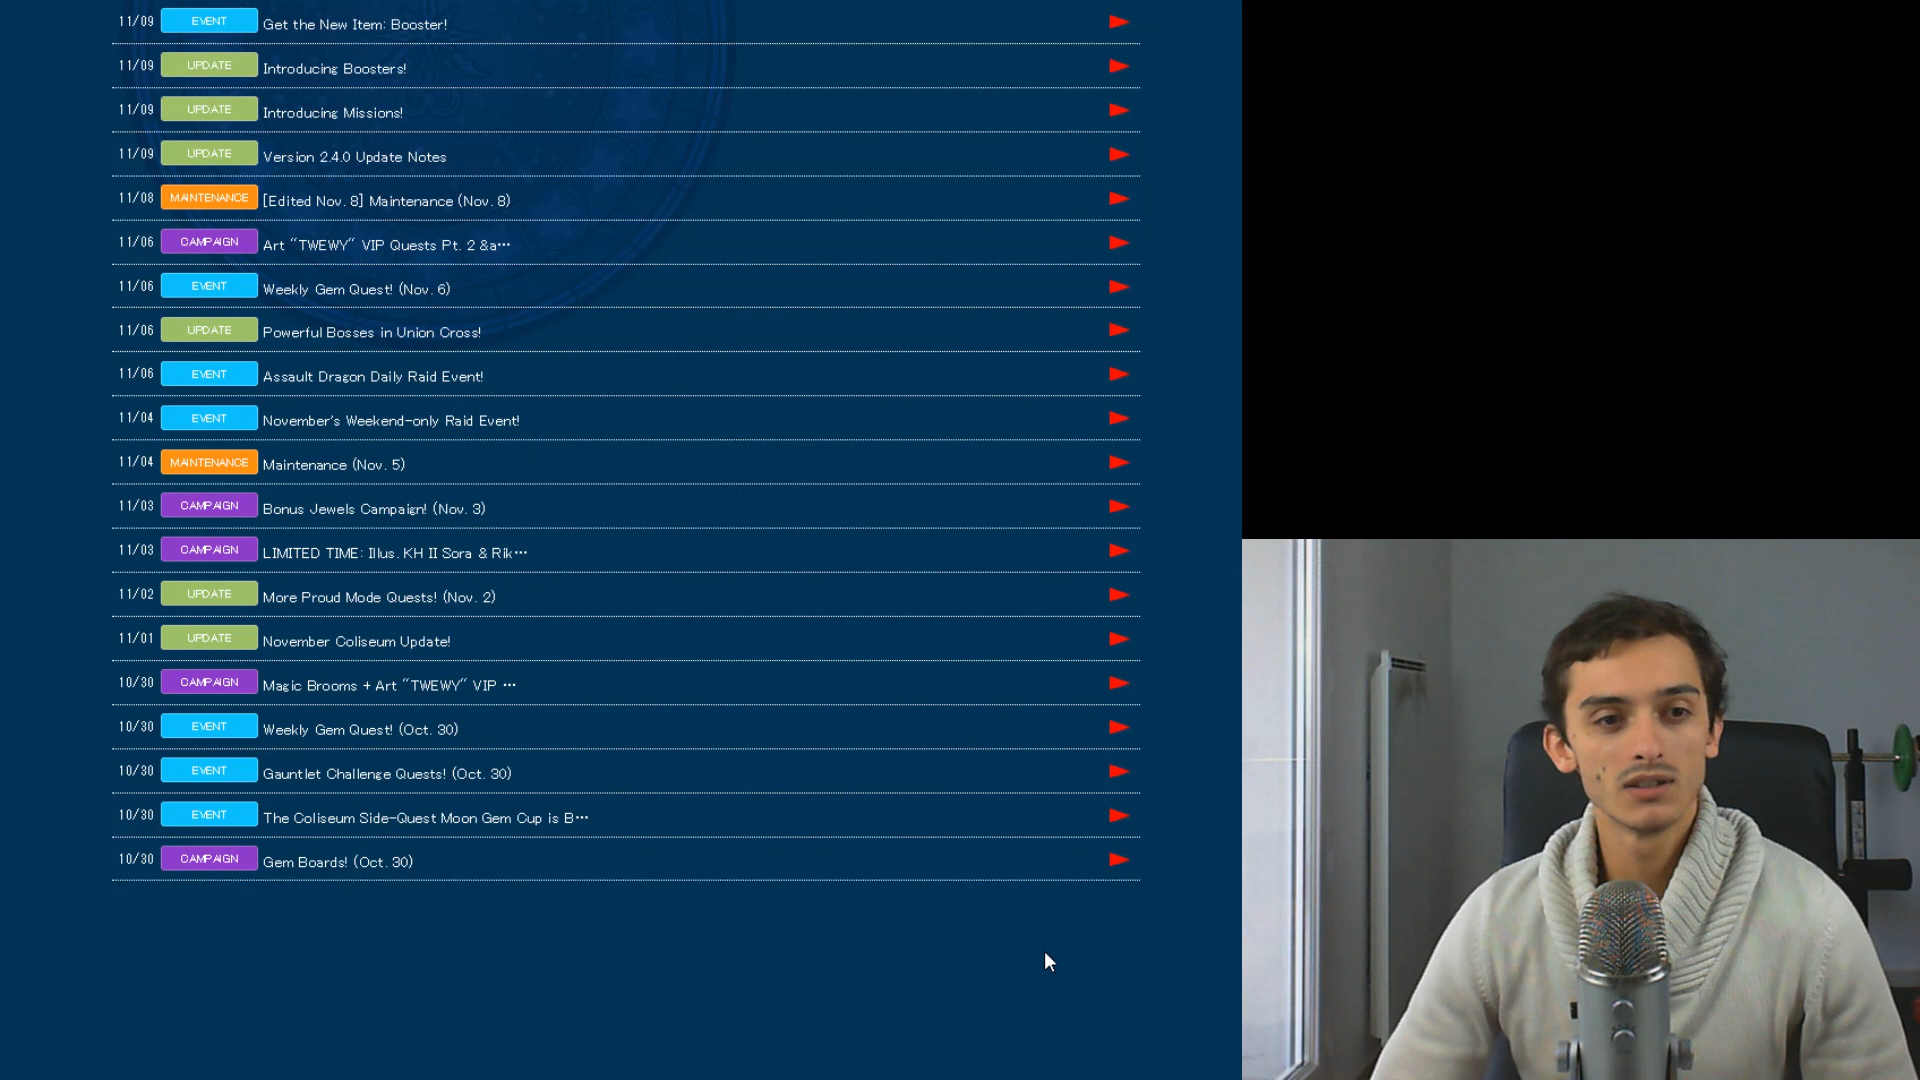 11/09 EVENT Get the New Item: Booster!
11/09 UPDATE Introducing Boosters!
11/09 UPDATE Introducing Missions!
11/09 UPDATE Version 2.4.0 Update Notes
11/08 MAINTENANCE [Edited Nov. 8] Maintenance (Nov. 8)
11/06 CAMPAIGN Art "TWEWY" VIP Quests Pt. 2 &a…
11/06 EVENT Weekly Gem Quest! (Nov. 6)
11/06 UPDATE Powerful Bosses in Union Cross!
11/06 EVENT Assault Dragon Daily Raid Event!
11/04 EVENT November's Weekend-only Raid Event!
11/04 MAINTENANCE Maintenance (Nov. 5)
11/03 CAMPAIGN Bonus Jewels Campaign! (Nov. 3)
11/03 CAMPAIGN LIMITED TIME: Illus. KH II Sora & Rik…
11/02 UPDATE More Proud Mode Quests! (Nov. 2)
11/01 UPDATE November Coliseum Update!
10/30 CAMPAIGN Magic Brooms + Art "TWEWY" VIP …
10/30 EVENT Weekly Gem Quest! (Oct. 30)
10/30 EVENT Gauntlet Challenge Quests! (Oct. 30)
10/30 EVENT The Coliseum Side-Quest Moon Gem Cup is B…
10/30 CAMPAIGN Gem Boards! (Oct. 30)